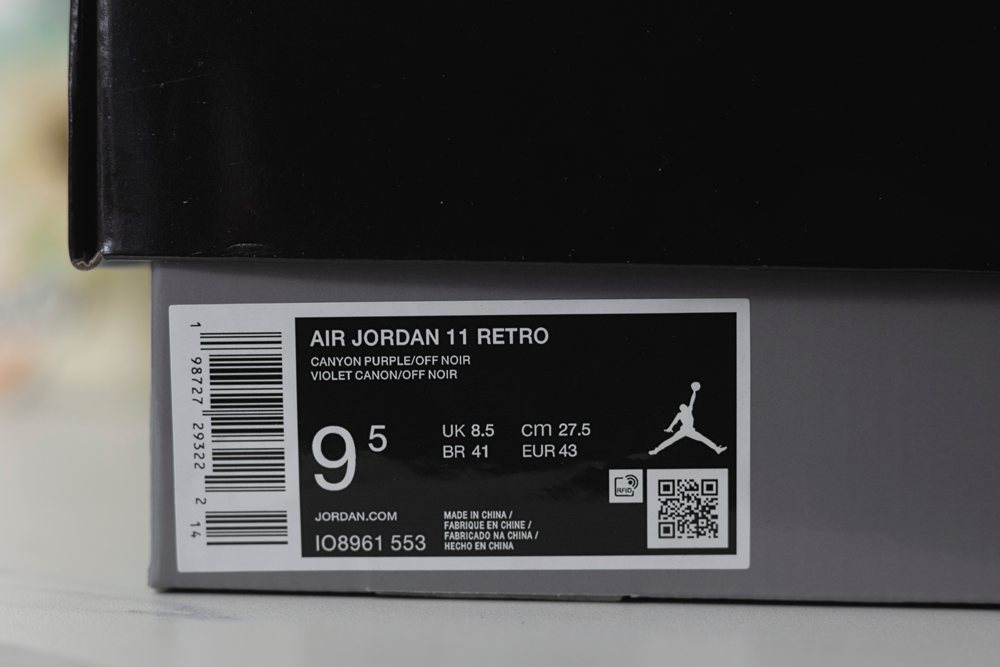 1 98727 29322 2 14
AIR JORDAN 11 RETRO
CANYON PURPLE/OFF NOIR
VIOLET CANON/OFF NOIR
9 5
UK 8.5 cm 27.5
BR 41 EUR 43
RFID
JORDAN.COM
IO8961 553
MADE IN CHINA /
FABRIQUE EN CHINE /
FABRICADO NA CHINA /
HECHO EN CHINA